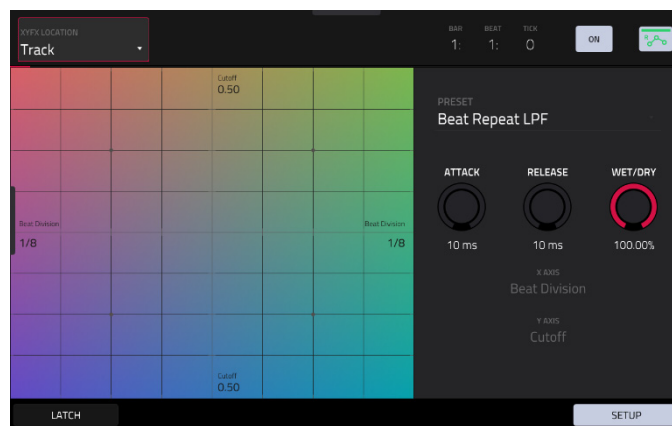 XYFX LOCATION
Track
BAR BEAT TICK
1: 1: 0
ON
Cutoff
0.50
PRESET
Beat Repeat LPF
ATTACK RELEASE WET/DRY
Beat Division Beat Division
1/8 1/8
10 ms 10 ms 100.00%
X AXIS
Beat Division
Y AXIS
Cutoff
Cutoff
0.50
LATCH SETUP